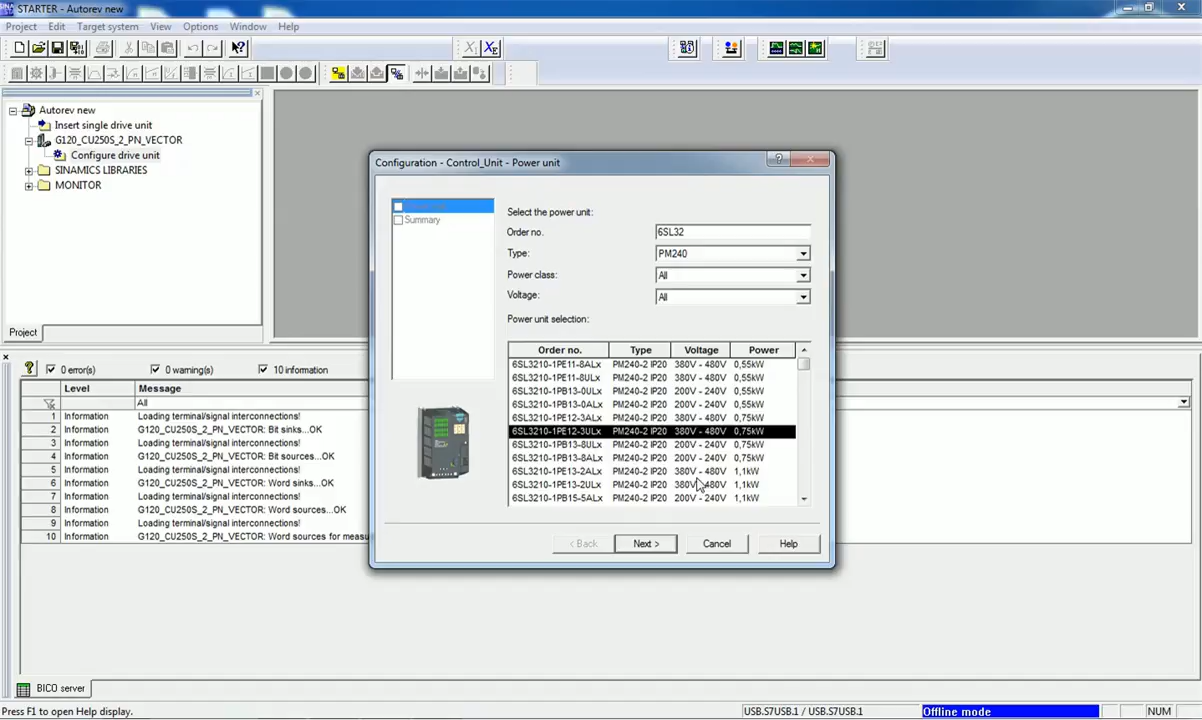 STARTER - Autorev new
Project Edit Target system View Options Window Help
Autorev new
Insert single drive unit
G120_CU250S_2_PN_VECTOR
Configure drive unit
SINAMICS LIBRARIES
MONITOR
Project
Configuration - Control_Unit - Power unit
Summary
Select the power unit:
Order no. 6SL32
Type: PM240
Power class: All
Voltage: All
Power unit selection:
Order no. Type Voltage Power
6SL3210-1PE11-8ALx PM240-2 IP20 380V - 480V 0,55kW
6SL3210-1PE11-8ULx PM240-2 IP20 380V - 480V 0,55kW
6SL3210-1PB13-0ULx PM240-2 IP20 200V - 240V 0,55kW
6SL3210-1PB13-0ALx PM240-2 IP20 200V - 240V 0,55kW
6SL3210-1PE12-3ALx PM240-2 IP20 380V - 480V 0,75kW
6SL3210-1PE12-3ULx PM240-2 IP20 380V - 480V 0,75kW
6SL3210-1PB13-8ULx PM240-2 IP20 200V - 240V 0,75kW
6SL3210-1PB13-8ALx PM240-2 IP20 200V - 240V 0,75kW
6SL3210-1PE13-2ALx PM240-2 IP20 380V - 480V 1,1kW
6SL3210-1PE13-2ULx PM240-2 IP20 380V - 480V 1,1kW
6SL3210-1PB15-5ALx PM240-2 IP20 200V - 240V 1,1kW
< Back Next > Cancel Help
0 error(s) 0 warning(s) 10 information
Level Message
All
1 Information Loading terminal/signal interconnections!
2 Information G120_CU250S_2_PN_VECTOR: Bit sinks...OK
3 Information Loading terminal/signal interconnections!
4 Information G120_CU250S_2_PN_VECTOR: Bit sources...OK
5 Information Loading terminal/signal interconnections!
6 Information G120_CU250S_2_PN_VECTOR: Word sinks...OK
7 Information Loading terminal/signal interconnections!
8 Information G120_CU250S_2_PN_VECTOR: Word sources...OK
9 Information Loading terminal/signal interconnections!
10 Information G120_CU250S_2_PN_VECTOR: Word sources for measu
BICO server
Press F1 to open Help display. USB.S7USB.1 / USB.S7USB.1 Offline mode NUM